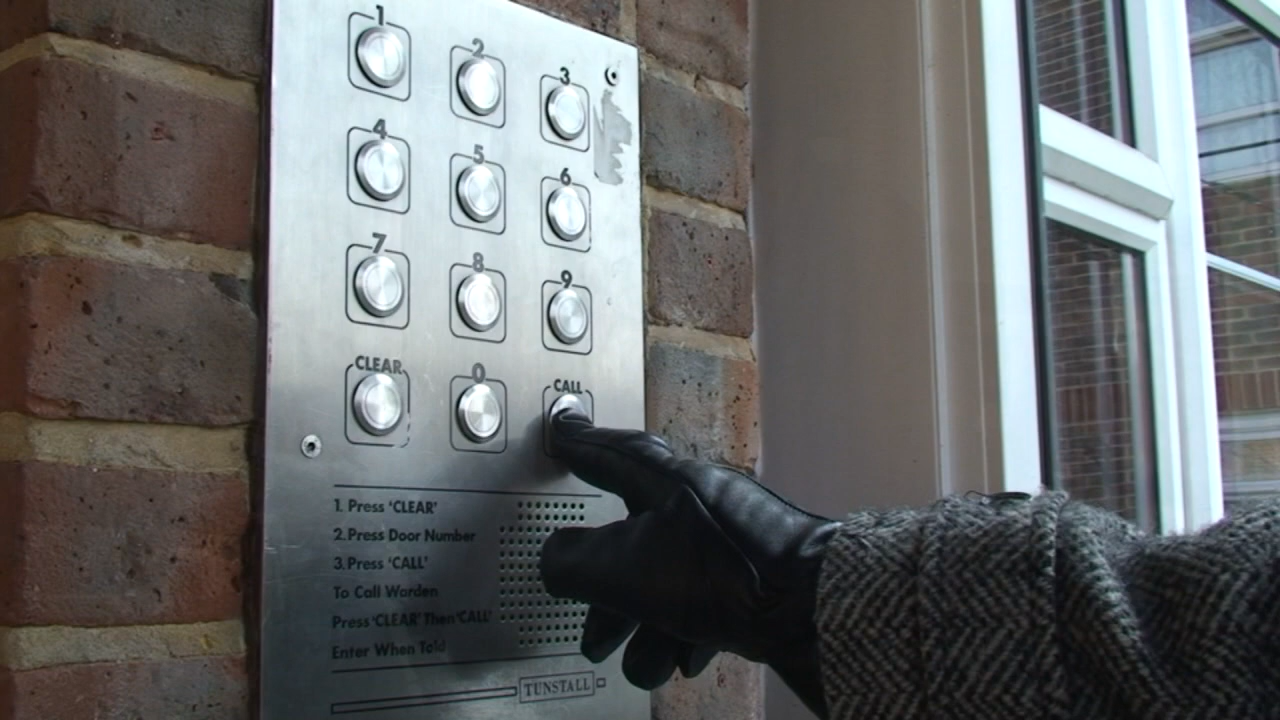 1 2 3
4 5 6
7 8 9
CLEAR 0 CALL
1. Press 'CLEAR'
2. Press Door Number
3. Press 'CALL'
To Call Warden
Press 'CLEAR' Then 'CALL'
Enter When Told
TUNSTALL